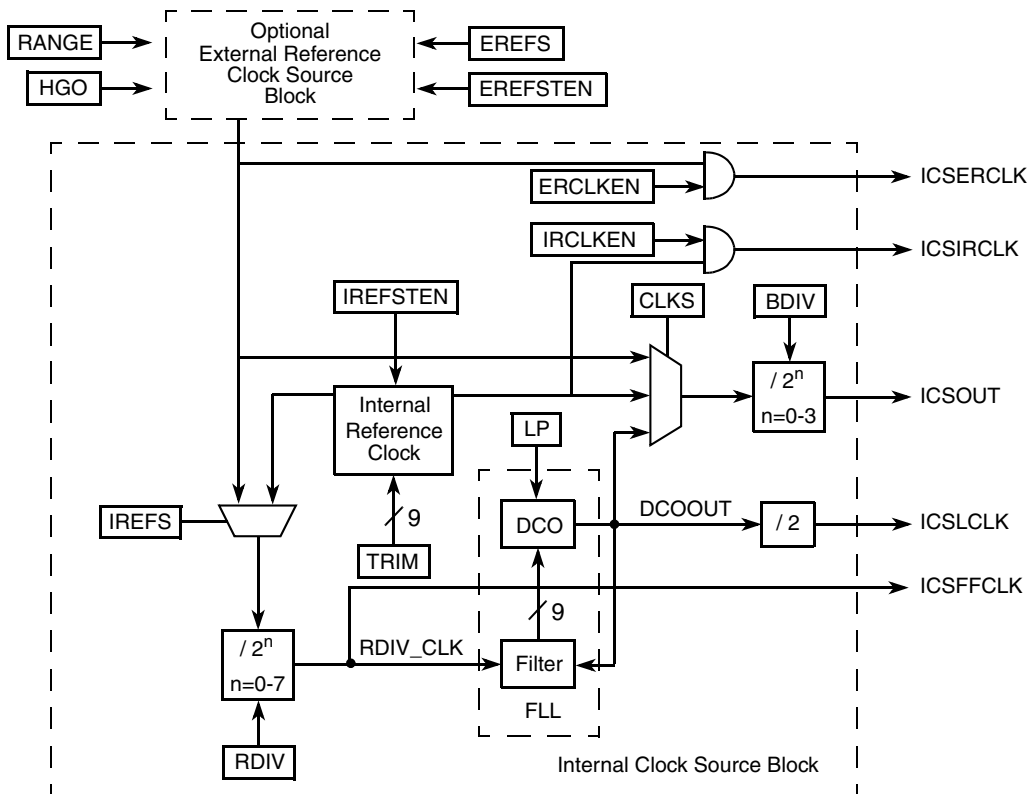 Optional
External Reference
Clock Source
Block
RANGE
EREFS
HGO
EREFSTEN
ERCLKEN
ICSERCLK
IRCLKEN
ICSIRCLK
IREFSTEN
CLKS
BDIV
Internal
Reference
Clock
/ 2^n
n=0-3
ICSOUT
LP
IREFS
9
TRIM
DCO
DCOOUT
/ 2
ICSLCLK
ICSFFCLK
9
/ 2^n
n=0-7
RDIV_CLK
Filter
FLL
RDIV
Internal Clock Source Block